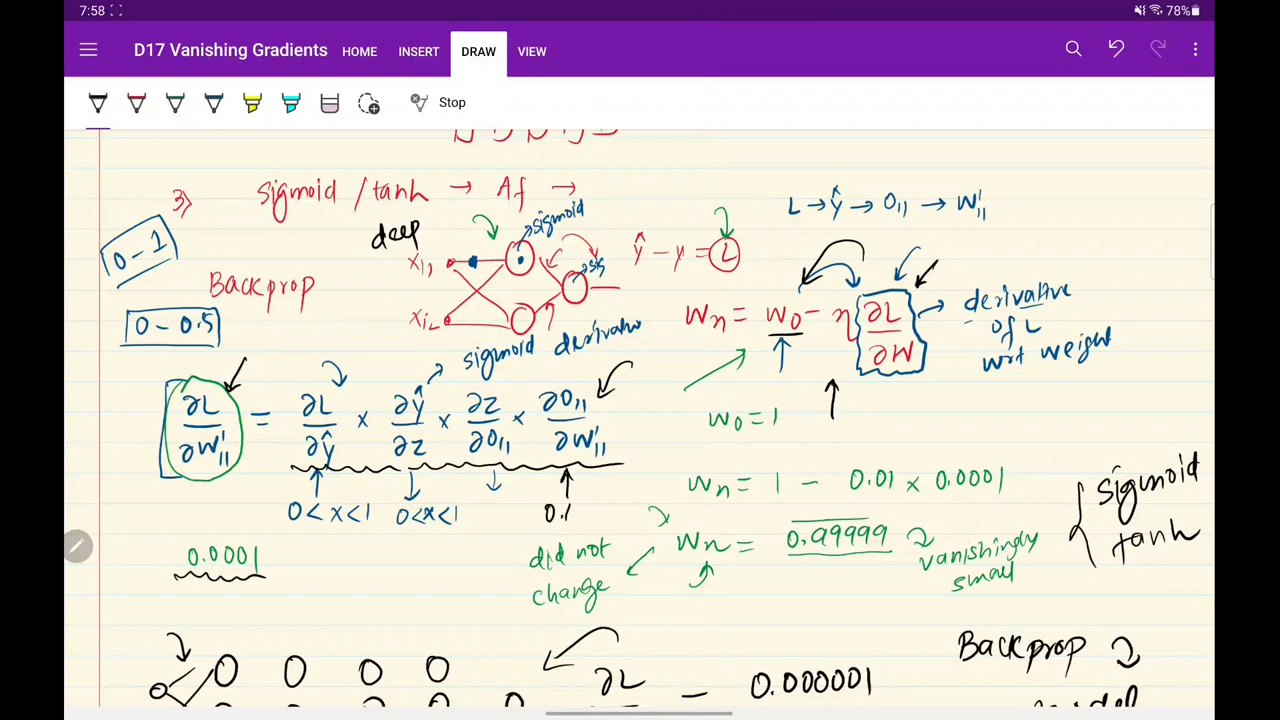 7:58
78%
D17 Vanishing Gradients HOME INSERT DRAW VIEW
Stop
3) sigmoid / tanh → Af →
L → ŷ → O₁₁ → W'₁₁
0 - 1
deep
sigmoid
x₁₁
ŷ - y = L
sis
Backprop
xᵢ₂
Wn = W₀ - η ∂L/∂W
derivative
of L
wrt weight
0 - 0.5
sigmoid derivative
∂L/∂W'₁₁ = ∂L/∂ŷ × ∂ŷ/∂z × ∂z/∂O₁₁ × ∂O₁₁/∂W'₁₁
W₀ = 1
0 < x < 1 0 < x < 1 0.1
Wn = 1 - 0.01 × 0.0001
sigmoid
tanh
0.0001
did not
change
Wn = 0.99999
vanishingly
small
Backprop
∂L
- 0.000001
model